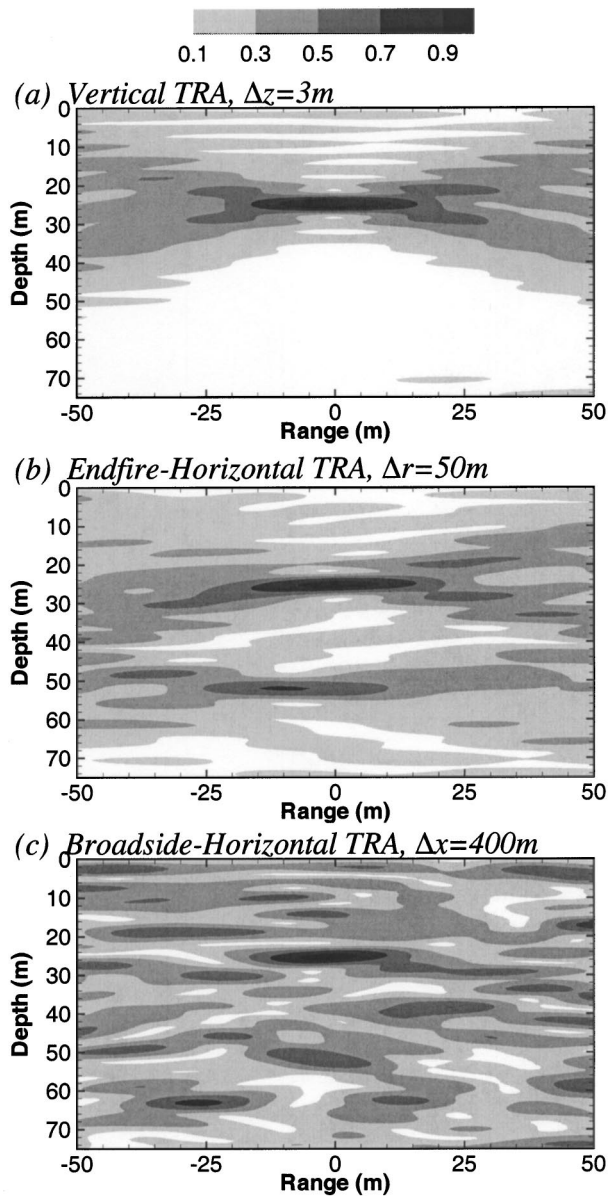 0.1 0.3 0.5 0.7 0.9
(a) Vertical TRA, Δz=3m
0
10
20
30
40
50
60
70
Depth (m)
-50 -25 0 25 50
Range (m)
(b) Endfire-Horizontal TRA, Δr=50m
0
10
20
30
40
50
60
70
Depth (m)
-50 -25 0 25 50
Range (m)
(c) Broadside-Horizontal TRA, Δx=400m
0
10
20
30
40
50
60
70
Depth (m)
-50 -25 0 25 50
Range (m)